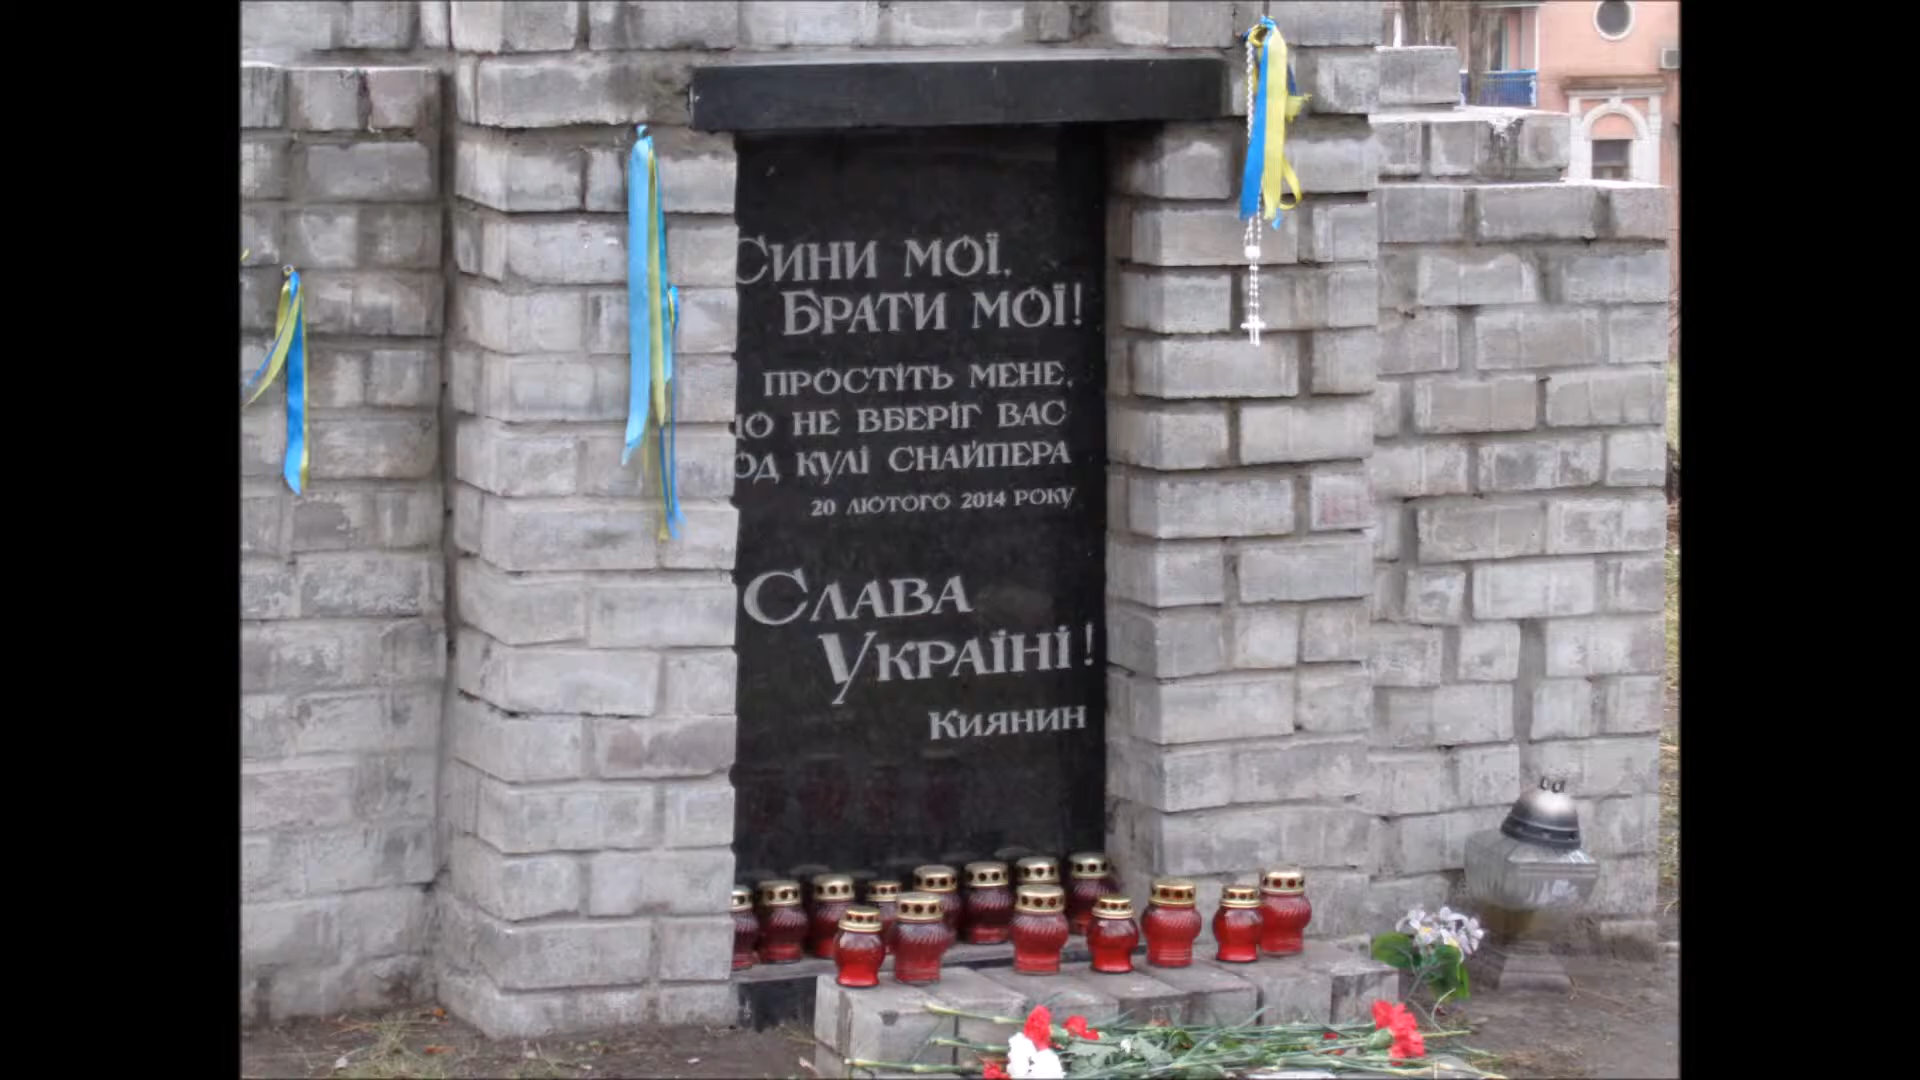 Сини мої,
Брати мої!
простіть мене,
що не вберіг вас
од кулі снайпера
20 лютого 2014 року
Слава
Україні!
Киянин